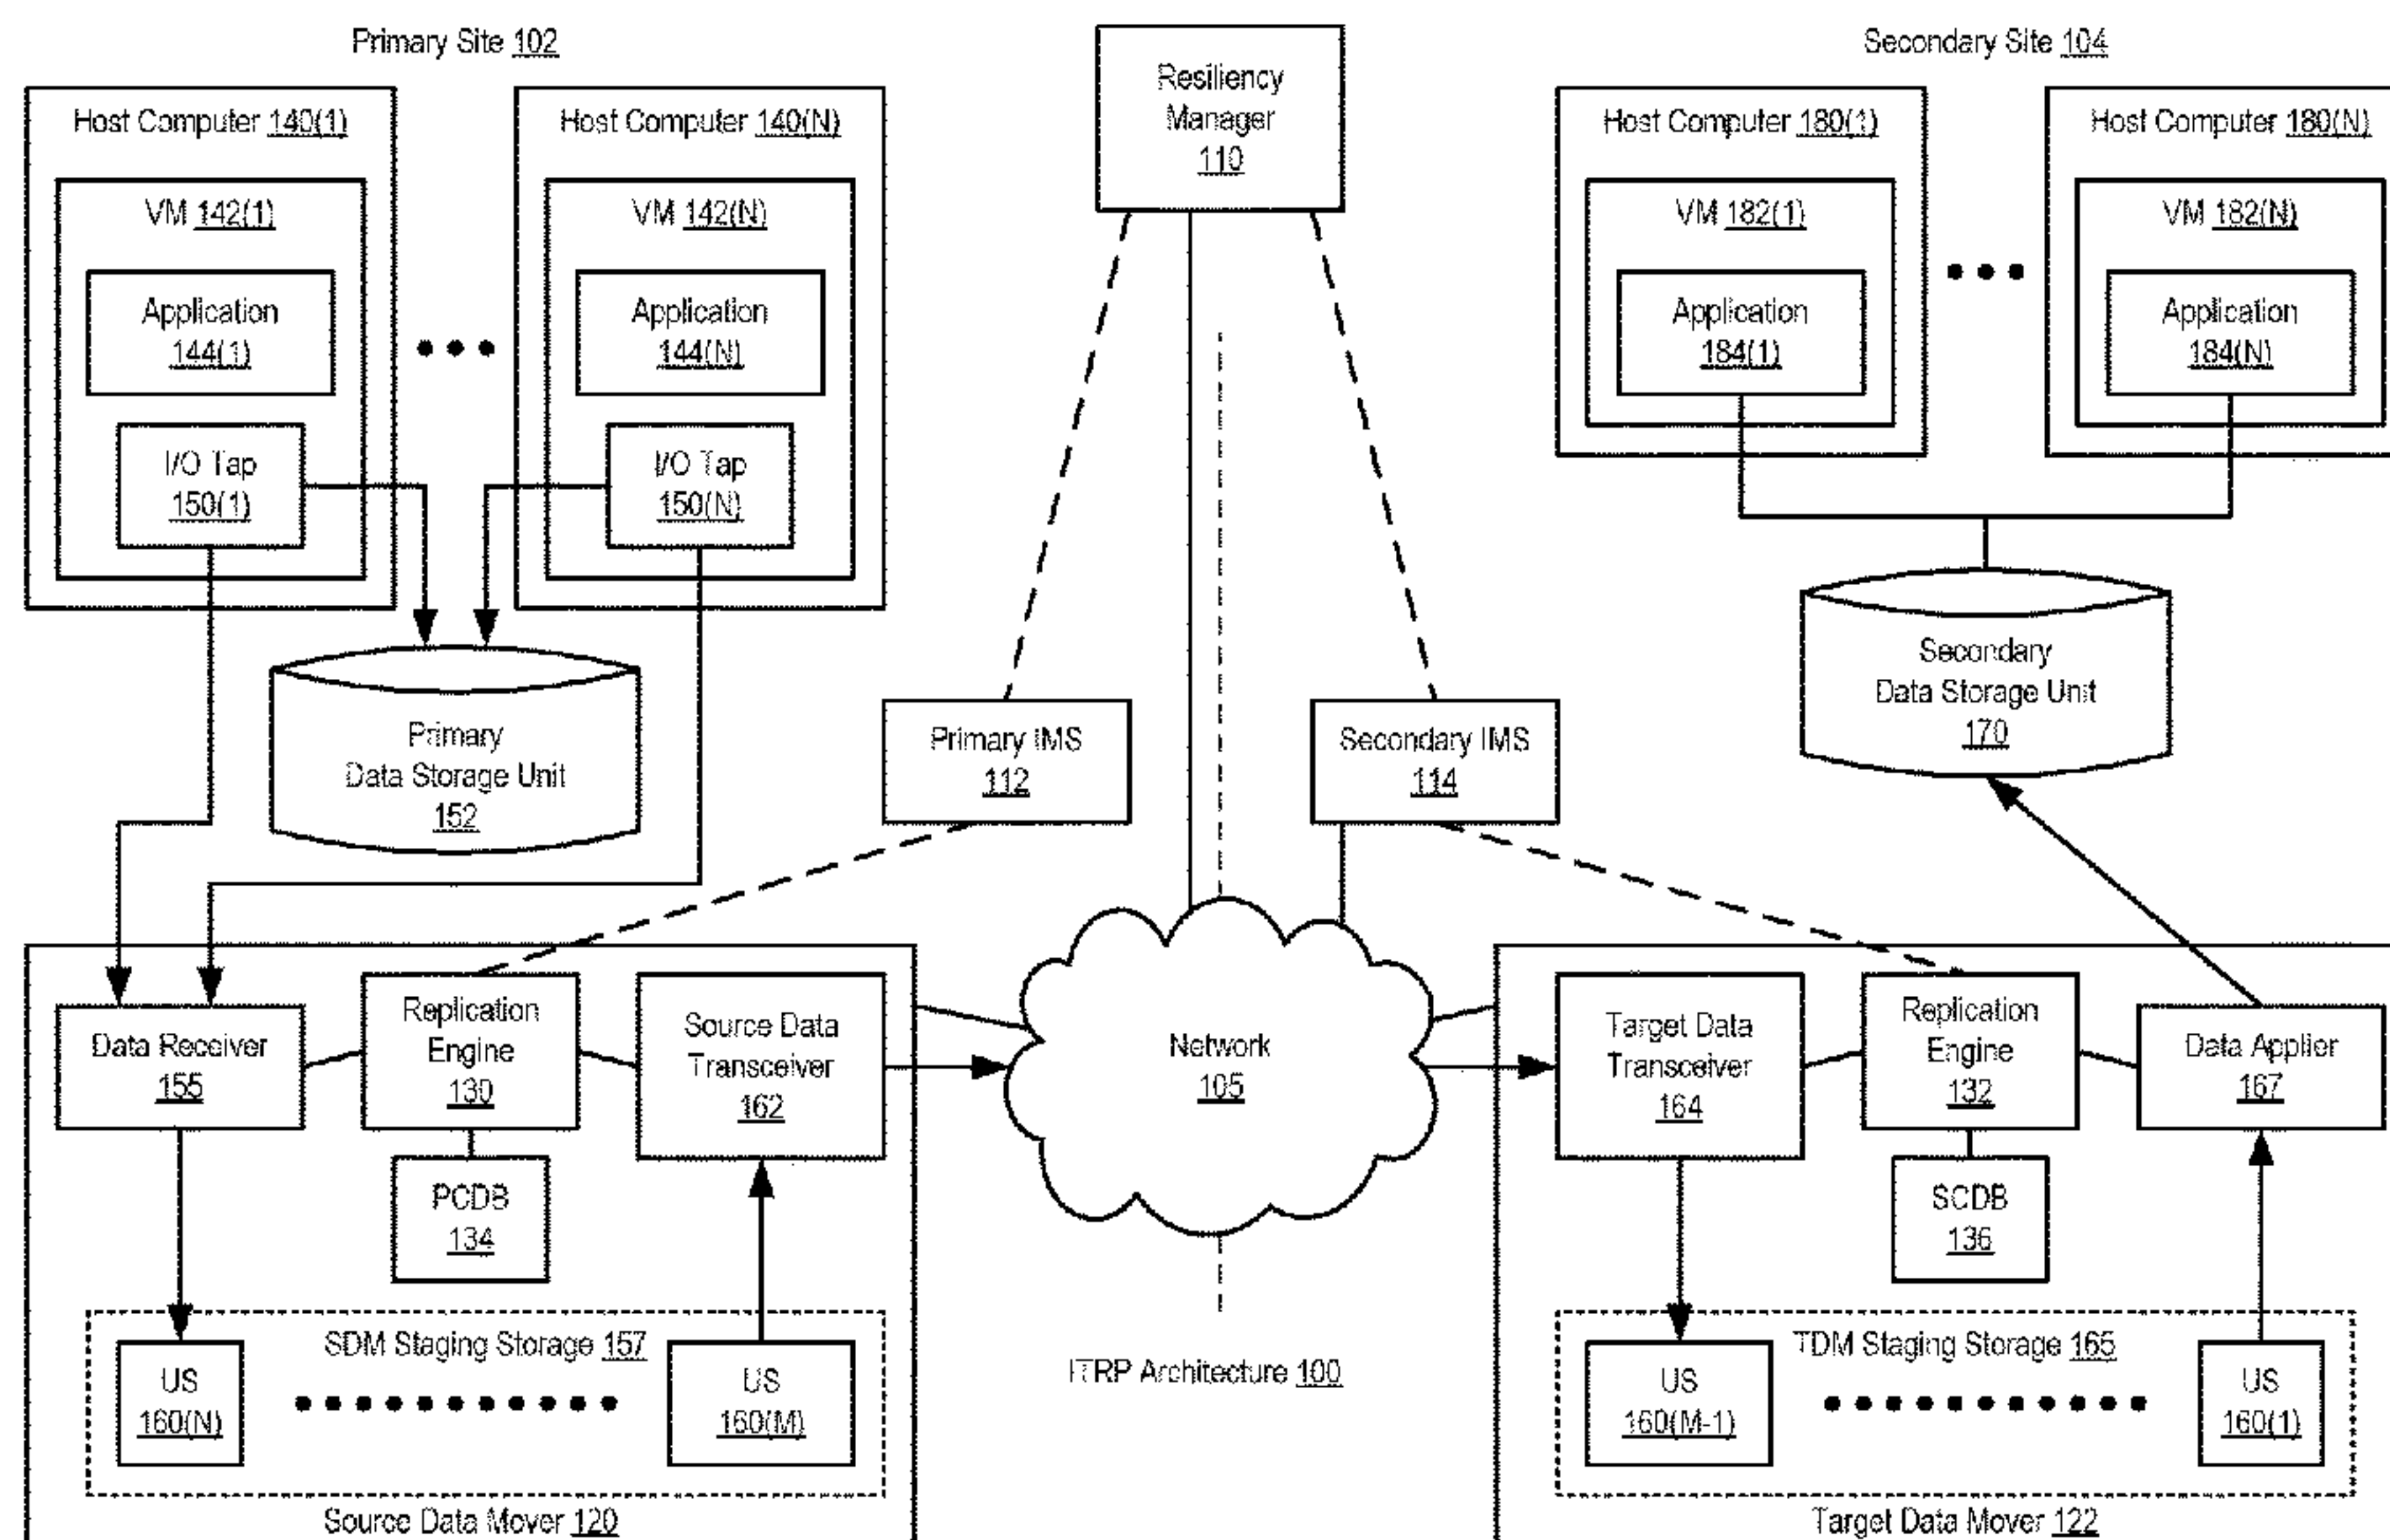 Primary Site 102
Host Computer 140(1)
VM 142(1)
Application
144(1)
I/O Tap
150(1)
Host Computer 140(N)
VM 142(N)
Application
144(N)
I/O Tap
150(N)
Primary
Data Storage Unit
152
Resiliency
Manager
110
Primary IMS
112
Secondary IMS
114
Secondary Site 104
Host Computer 180(1)
VM 182(1)
Application
184(1)
Host Computer 180(N)
VM 182(N)
Application
184(N)
Secondary
Data Storage Unit
170
Data Receiver
155
Replication
Engine
130
Source Data
Transceiver
162
PCDB
134
SDM Staging Storage 157
US
160(N)
US
160(M)
Source Data Mover 120
Network
105
ITRP Architecture 100
Target Data
Transceiver
164
Replication
Engine
132
Data Applier
167
SCDB
136
TDM Staging Storage 165
US
160(M-1)
US
160(1)
Target Data Mover 122